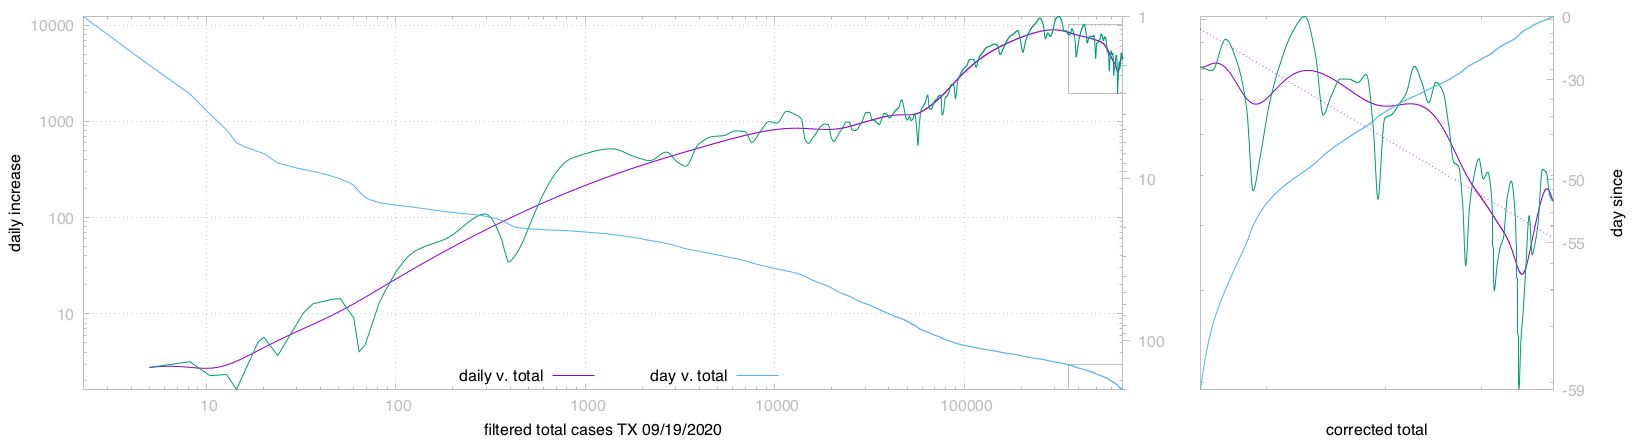 10000
1000
100
10
daily increase
10
100
1000
10000
100000
filtered total cases TX 09/19/2020
daily v. total
day v. total
1
10
100
0
-30
-50
-55
-59
day since
corrected total